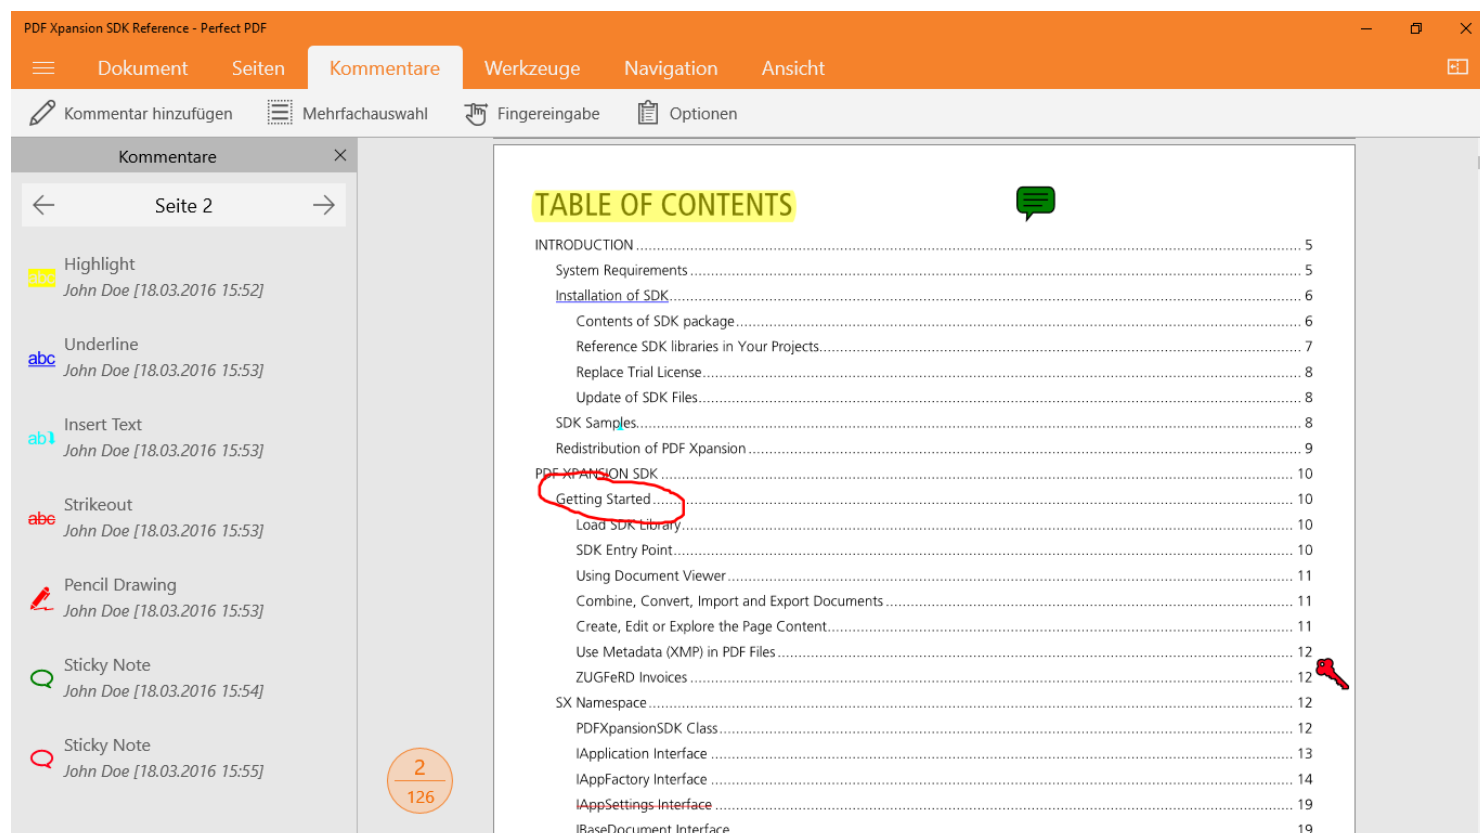 PDF Xpansion SDK Reference - Perfect PDF
Dokument Seiten Kommentare Werkzeuge Navigation Ansicht
Kommentar hinzufügen Mehrfachauswahl Fingereingabe Optionen
Kommentare
Seite 2
abc Highlight
John Doe [18.03.2016 15:52]
abc Underline
John Doe [18.03.2016 15:53]
ab Insert Text
John Doe [18.03.2016 15:53]
abc Strikeout
John Doe [18.03.2016 15:53]
Pencil Drawing
John Doe [18.03.2016 15:53]
Sticky Note
John Doe [18.03.2016 15:54]
Sticky Note
John Doe [18.03.2016 15:55]
2
126
TABLE OF CONTENTS
INTRODUCTION 5
System Requirements 5
Installation of SDK 6
Contents of SDK package 6
Reference SDK libraries in Your Projects 7
Replace Trial License 8
Update of SDK Files 8
SDK Samples 8
Redistribution of PDF Xpansion 9
PDF XPANSION SDK 10
Getting Started 10
Load SDK Library 10
SDK Entry Point 10
Using Document Viewer 11
Combine, Convert, Import and Export Documents 11
Create, Edit or Explore the Page Content 11
Use Metadata (XMP) in PDF Files 12
ZUGFeRD Invoices 12
SX Namespace 12
PDFXpansionSDK Class 12
IApplication Interface 13
IAppFactory Interface 14
IAppSettings Interface 19
IBaseDocument Interface 19